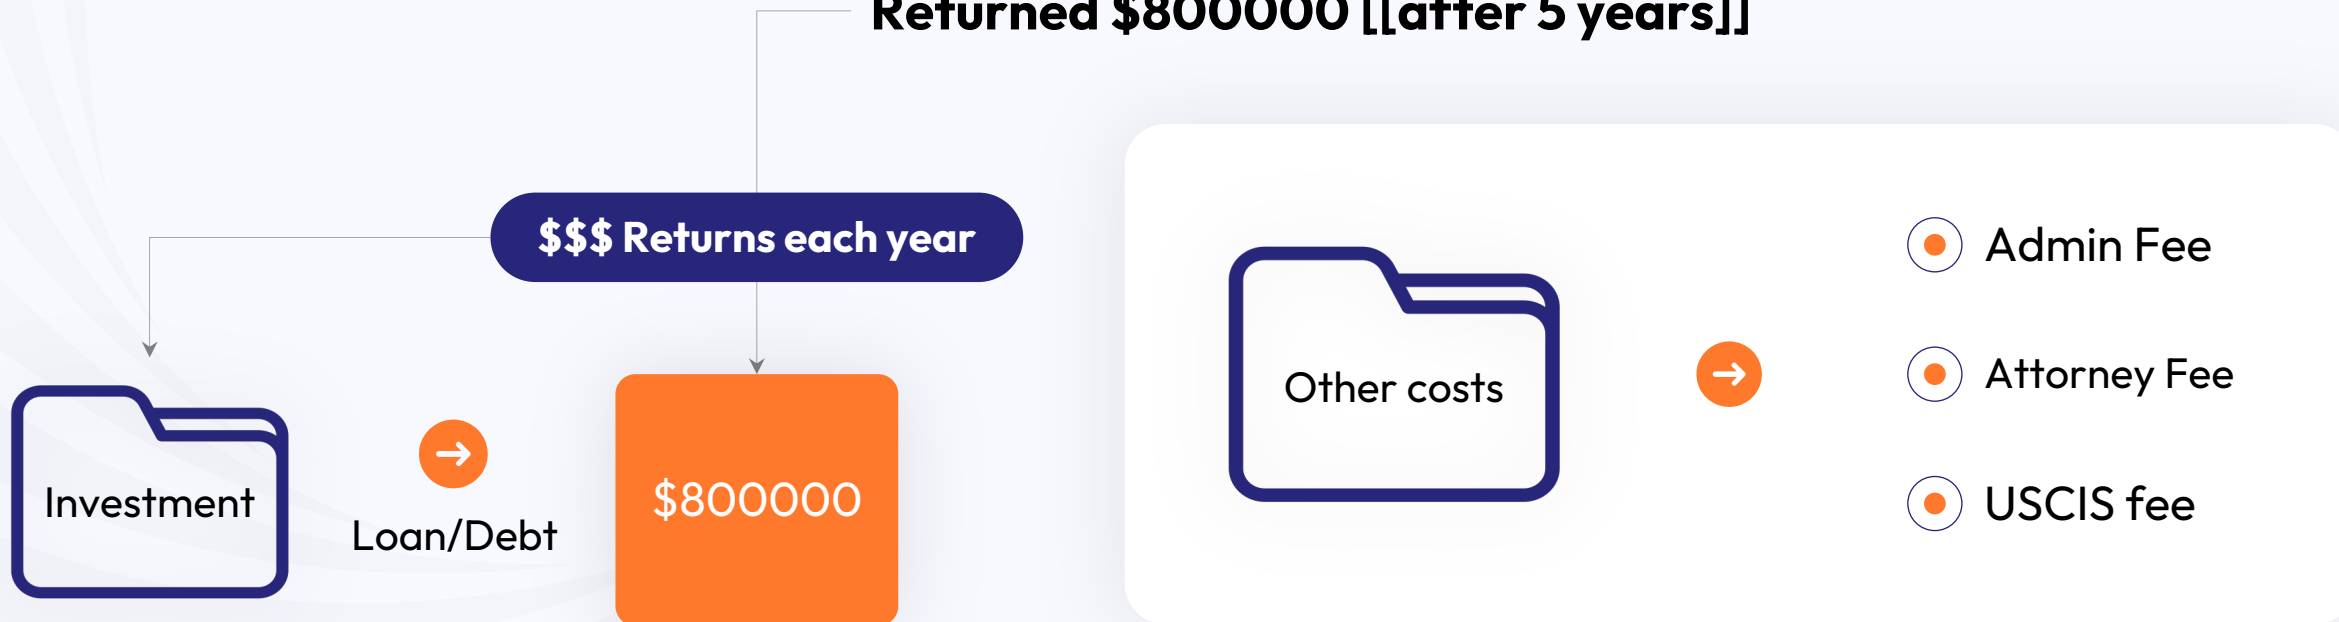 Returned $800000 [[after 5 years]]
$$$ Returns each year
Investment
Loan/Debt
$800000
Other costs
Admin Fee
Attorney Fee
USCIS fee